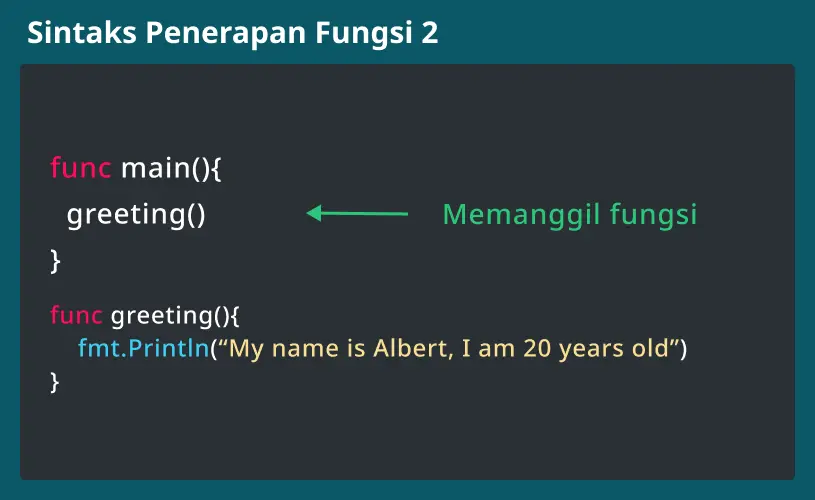 Sintaks Penerapan Fungsi 2
func main(){
greeting() Memanggil fungsi
}
func greeting(){
fmt.Println(“My name is Albert, I am 20 years old”)
}